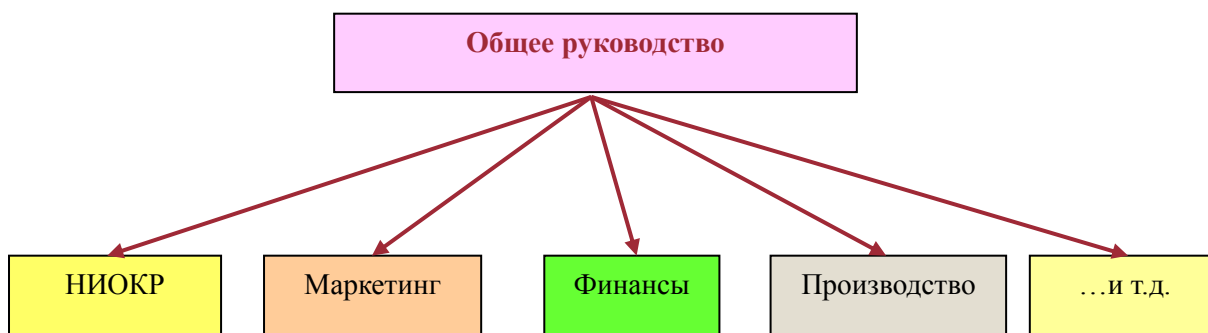 Общее руководство
НИОКР
Маркетинг
Финансы
Производство
…и т.д.